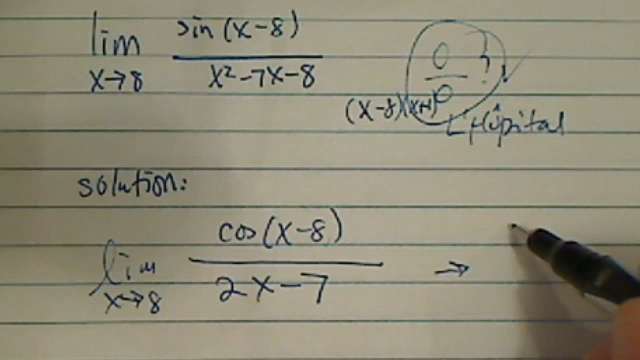 lim sin(x-8)
x→8 x²-7x-8
0/0 ?
(x-8)(x+1)
L'Hôpital
solution:
lim cos(x-8) →
x→8 2x-7